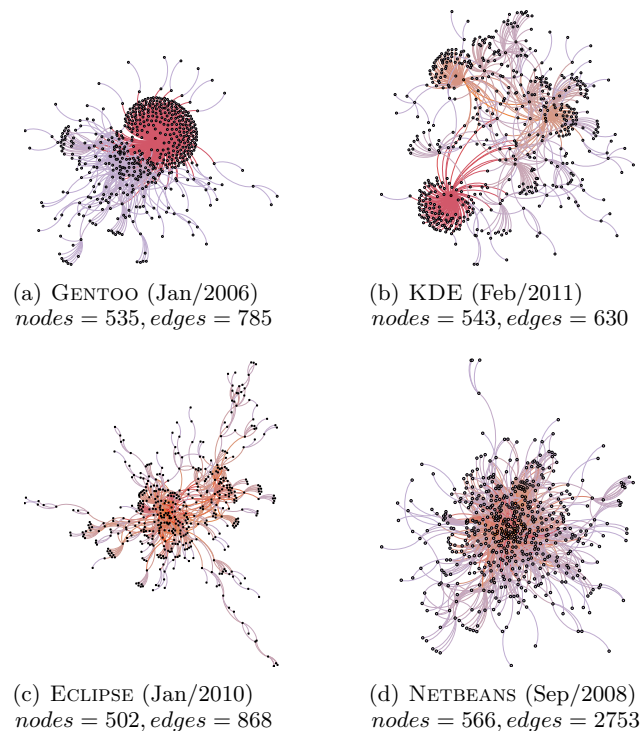 (a) GENTOO (Jan/2006)
nodes = 535, edges = 785
(b) KDE (Feb/2011)
nodes = 543, edges = 630
(c) ECLIPSE (Jan/2010)
nodes = 502, edges = 868
(d) NETBEANS (Sep/2008)
nodes = 566, edges = 2753